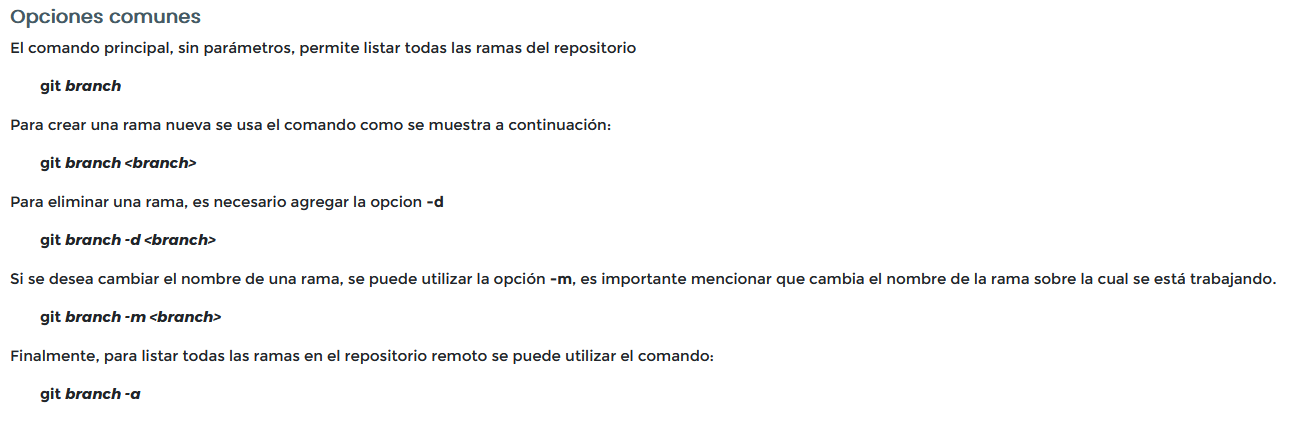 Opciones comunes
El comando principal, sin parámetros, permite listar todas las ramas del repositorio
git branch
Para crear una rama nueva se usa el comando como se muestra a continuación:
git branch <branch>
Para eliminar una rama, es necesario agregar la opcion -d
git branch -d <branch>
Si se desea cambiar el nombre de una rama, se puede utilizar la opción -m, es importante mencionar que cambia el nombre de la rama sobre la cual se está trabajando.
git branch -m <branch>
Finalmente, para listar todas las ramas en el repositorio remoto se puede utilizar el comando:
git branch -a